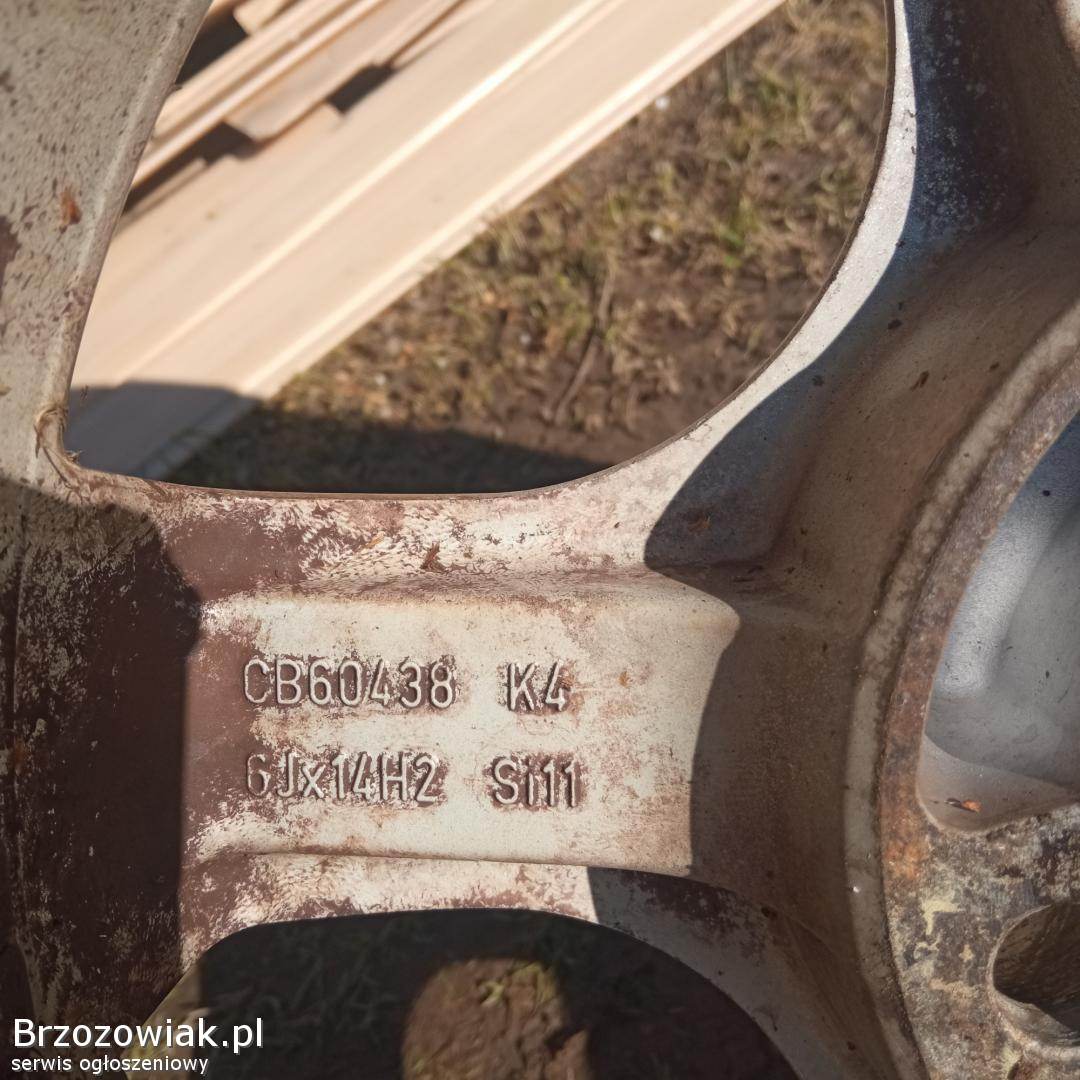 CB60438 K4
6Jx14H2 Si11
Brzozowiak.pl
serwis ogłoszeniowy